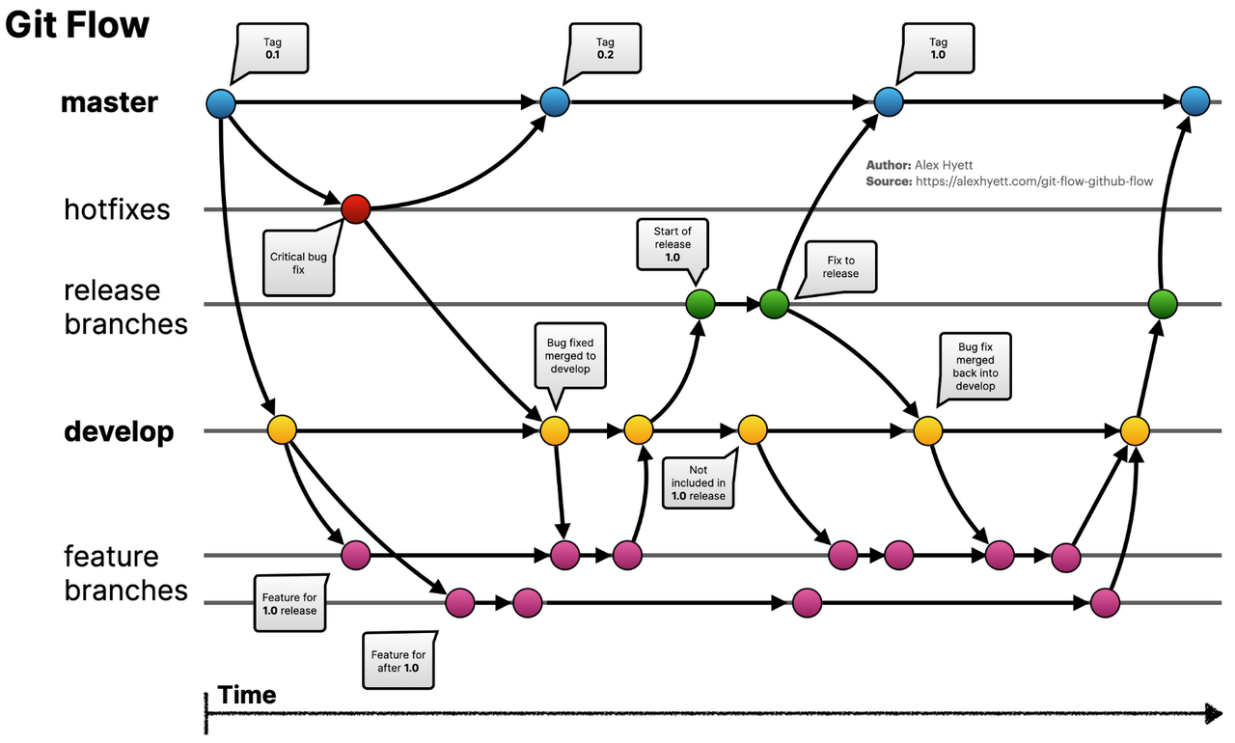 Git Flow
Tag
0.1
Tag
0.2
Tag
1.0
master
Author: Alex Hyett
Source: https://alexhyett.com/git-flow-github-flow
hotfixes
Critical bug
fix
Start of
release
1.0
Fix to
release
release
branches
Bug fixed
merged to
develop
Bug fix
merged
back into
develop
develop
Not
included in
1.0 release
feature
branches
Feature for
1.0 release
Feature for
after 1.0
Time